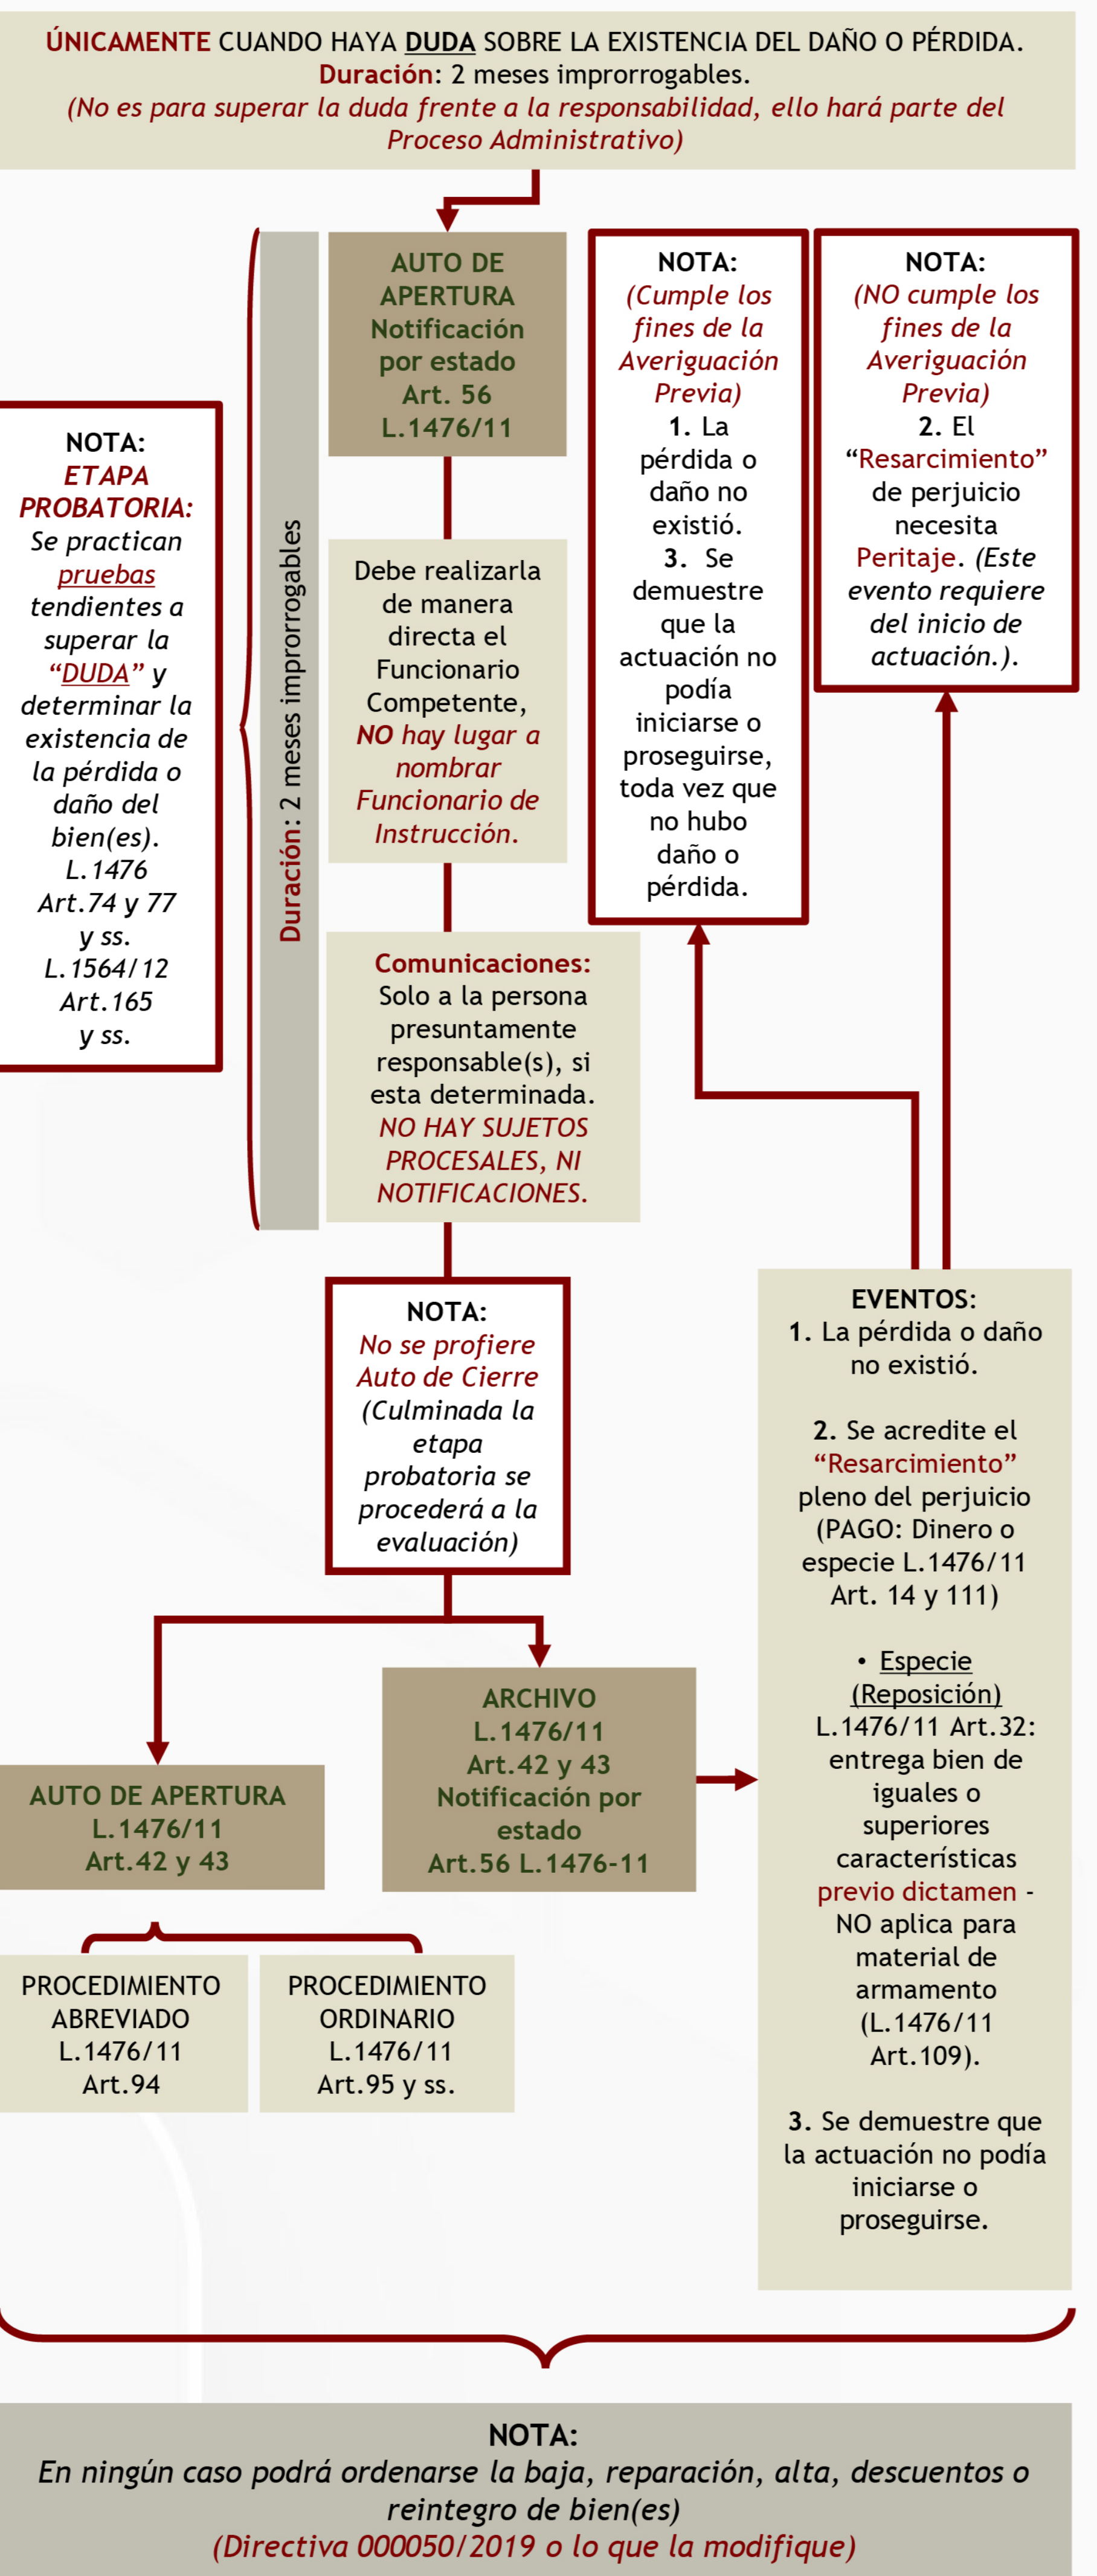 ÚNICAMENTE CUANDO HAYA DUDA SOBRE LA EXISTENCIA DEL DAÑO O PÉRDIDA.
Duración: 2 meses improrrogables.
(No es para superar la duda frente a la responsabilidad, ello hará parte del
Proceso Administrativo)
NOTA:
ETAPA
PROBATORIA:
Se practican
pruebas
tendientes a
superar la
“DUDA” y
determinar la
existencia de
la pérdida o
daño del
bien(es).
L.1476
Art.74 y 77
y ss.
L.1564/12
Art.165
y ss.
Duración: 2 meses improrrogables
AUTO DE
APERTURA
Notificación
por estado
Art. 56
L.1476/11
Debe realizarla
de manera
directa el
Funcionario
Competente,
NO hay lugar a
nombrar
Funcionario de
Instrucción.
Comunicaciones:
Solo a la persona
presuntamente
responsable(s), si
esta determinada.
NO HAY SUJETOS
PROCESALES, NI
NOTIFICACIONES.
NOTA:
(Cumple los
fines de la
Averiguación
Previa)
1. La
pérdida o
daño no
existió.
3. Se
demuestre
que la
actuación no
podía
iniciarse o
proseguirse,
toda vez que
no hubo
daño o
pérdida.
NOTA:
(NO cumple los
fines de la
Averiguación
Previa)
2. El
“Resarcimiento”
de perjuicio
necesita
Peritaje. (Este
evento requiere
del inicio de
actuación.).
NOTA:
No se profiere
Auto de Cierre
(Culminada la
etapa
probatoria se
procederá a la
evaluación)
AUTO DE APERTURA
L.1476/11
Art.42 y 43
ARCHIVO
L.1476/11
Art.42 y 43
Notificación por
estado
Art.56 L.1476-11
PROCEDIMIENTO
ABREVIADO
L.1476/11
Art.94
PROCEDIMIENTO
ORDINARIO
L.1476/11
Art.95 y ss.
EVENTOS:
1. La pérdida o daño
no existió.
2. Se acredite el
“Resarcimiento”
pleno del perjuicio
(PAGO: Dinero o
especie L.1476/11
Art. 14 y 111)
• Especie
(Reposición)
L.1476/11 Art.32:
entrega bien de
iguales o
superiores
características
previo dictamen -
NO aplica para
material de
armamento
(L.1476/11
Art.109).
3. Se demuestre que
la actuación no podía
iniciarse o
proseguirse.
NOTA:
En ningún caso podrá ordenarse la baja, reparación, alta, descuentos o
reintegro de bien(es)
(Directiva 000050/2019 o lo que la modifique)